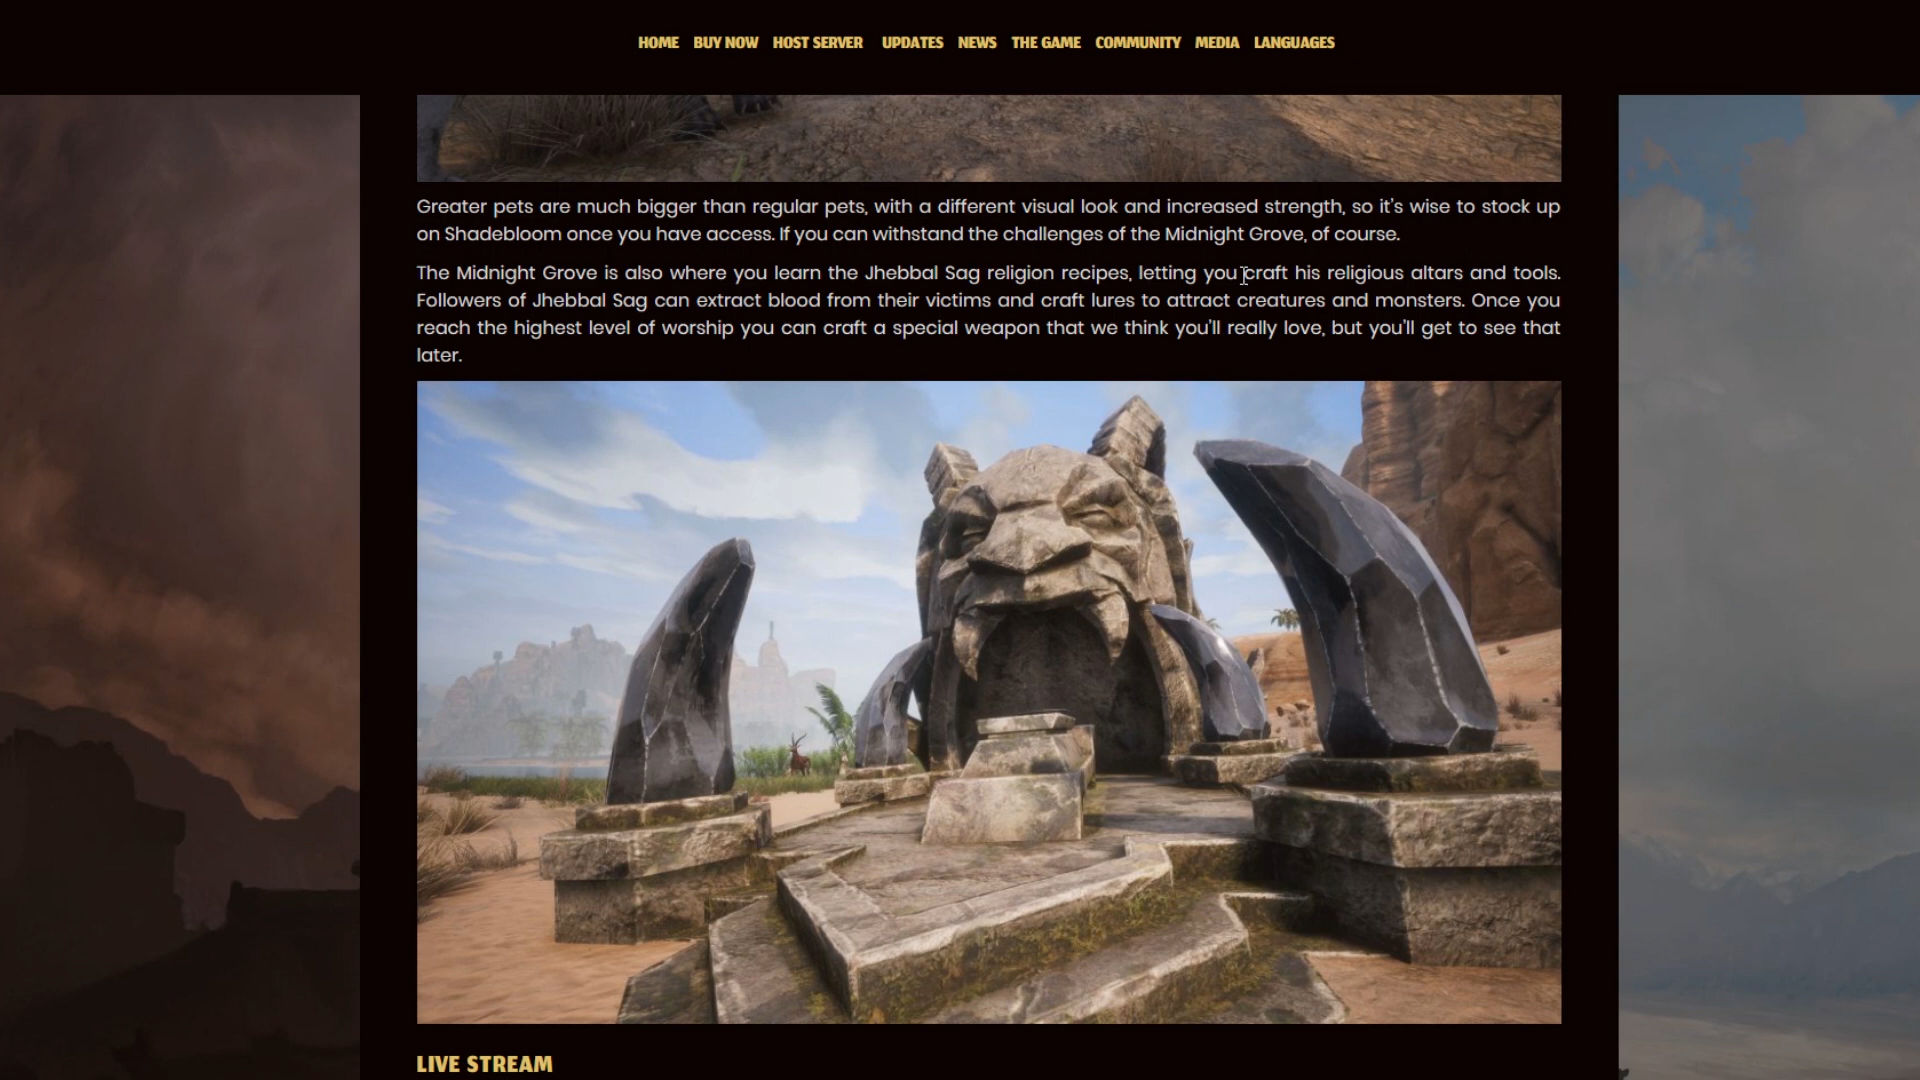 HOME BUY NOW HOST SERVER UPDATES NEWS THE GAME COMMUNITY MEDIA LANGUAGES
Greater pets are much bigger than regular pets, with a different visual look and increased strength, so it's wise to stock up
on Shadebloom once you have access. If you can withstand the challenges of the Midnight Grove, of course.
The Midnight Grove is also where you learn the Jhebbal Sag religion recipes, letting you craft his religious altars and tools.
Followers of Jhebbal Sag can extract blood from their victims and craft lures to attract creatures and monsters. Once you
reach the highest level of worship you can craft a special weapon that we think you'll really love, but you'll get to see that
later.
LIVE STREAM